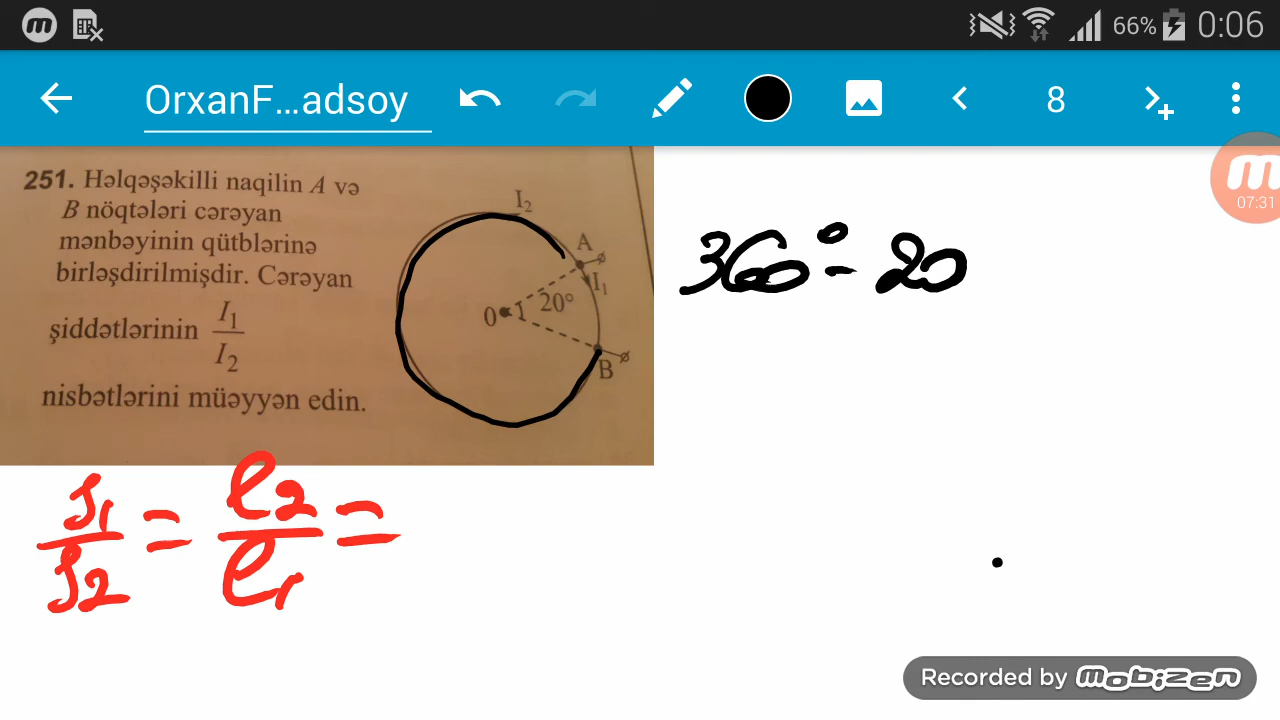 66% 0:06
OrxanF...adsoy 8
07:31
251. Həlqəşəkilli naqilin A və
B nöqtələri cərəyan
mənbəyinin qütblərinə
birləşdirilmişdir. Cərəyan
şiddətlərinin I₁/I₂
nisbətlərini müəyyən edin.
I₂
A
I₁
20°
0
B
360° - 20
I₁/I₂ = l₂/l₁ =
Recorded by mobizen